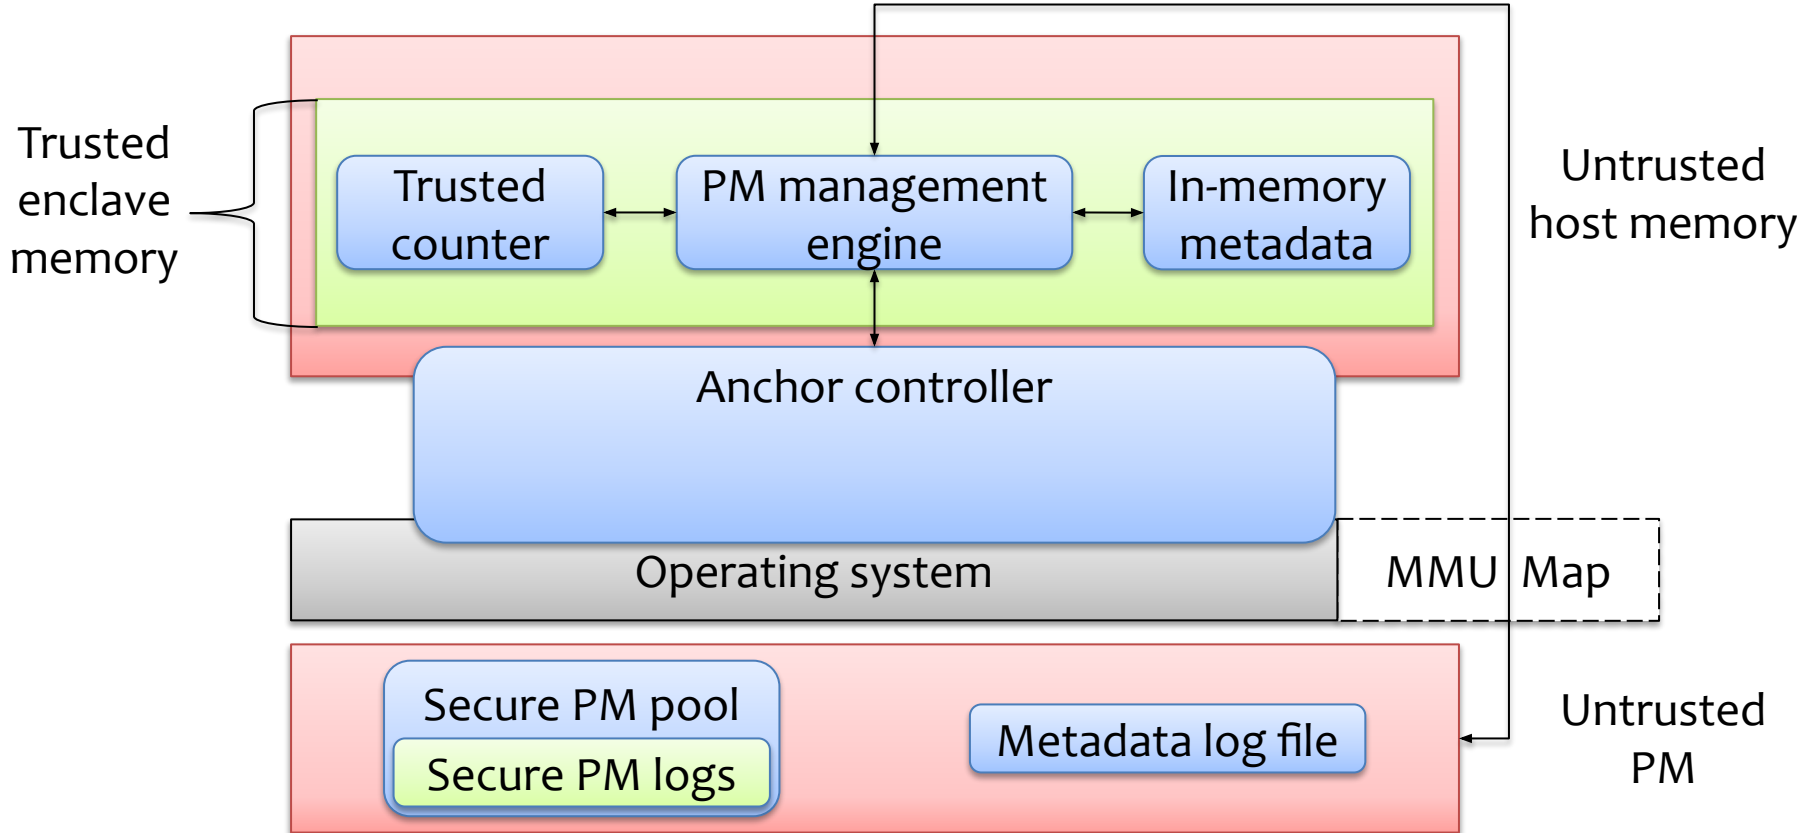 Trusted
enclave
memory
Trusted
counter
PM management
engine
In-memory
metadata
Untrusted
host memory
Anchor controller
Operating system
MMU Map
Secure PM pool
Secure PM logs
Metadata log file
Untrusted
PM